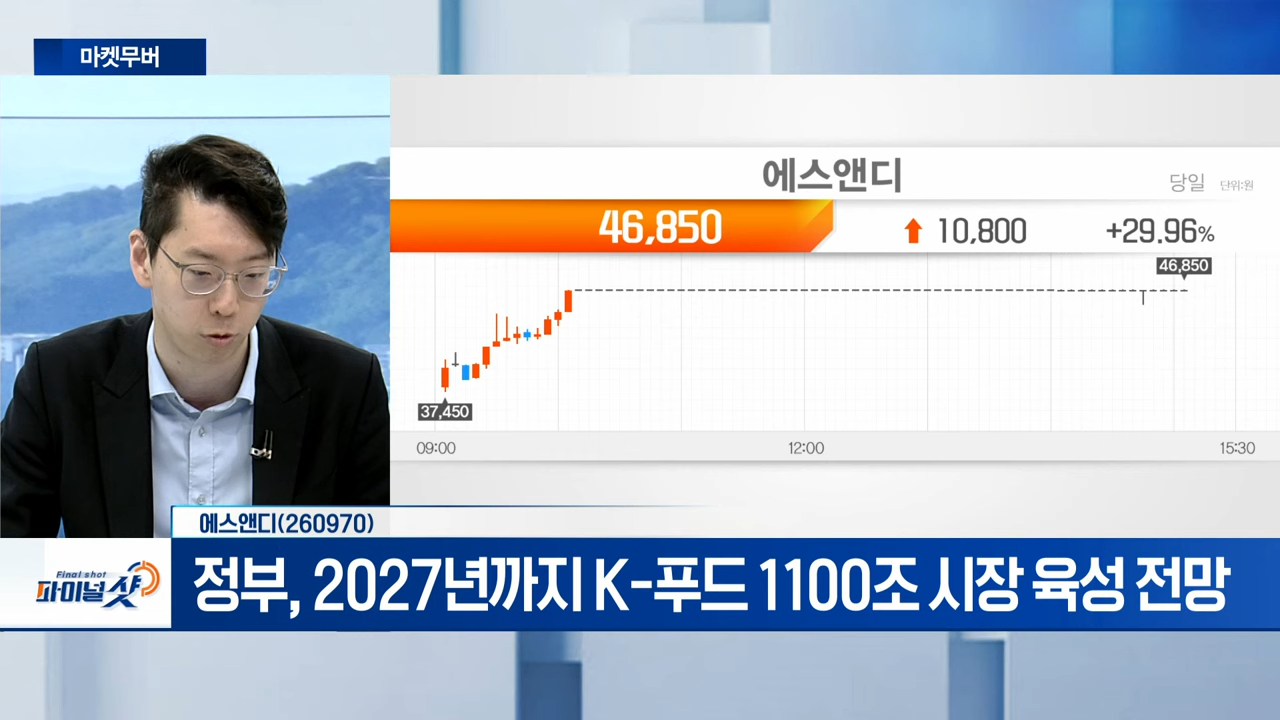 마켓무버
에스앤디
당일 단위:원
46,850 10,800 +29.96%
46,850
37,450
09:00 12:00 15:30
에스앤디(260970)
Final shot
파이널샷
정부, 2027년까지 K-푸드 1100조 시장 육성 전망